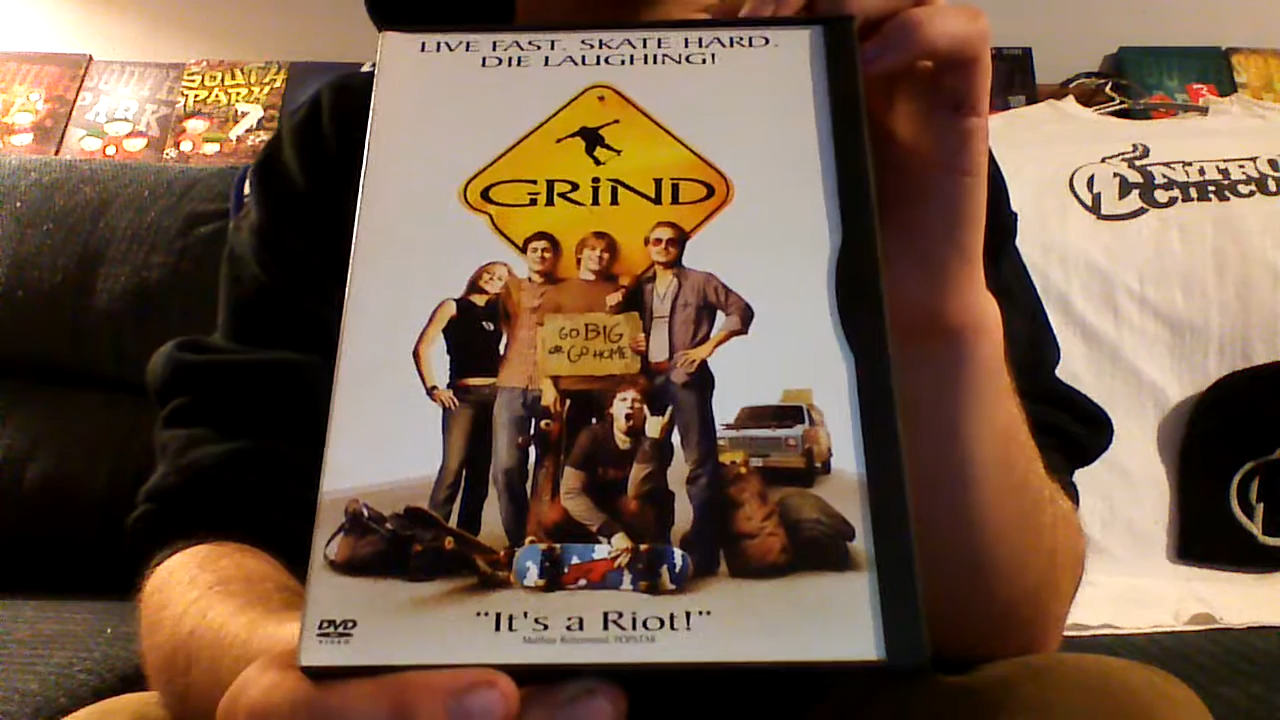 LIVE FAST. SKATE HARD.
DIE LAUGHING!
GRiND
GO BIG
OR GO HOME
"It's a Riot!"
DVD
VIDEO
SOUTH
PARK
7
PARK
NITRO
CIRCU